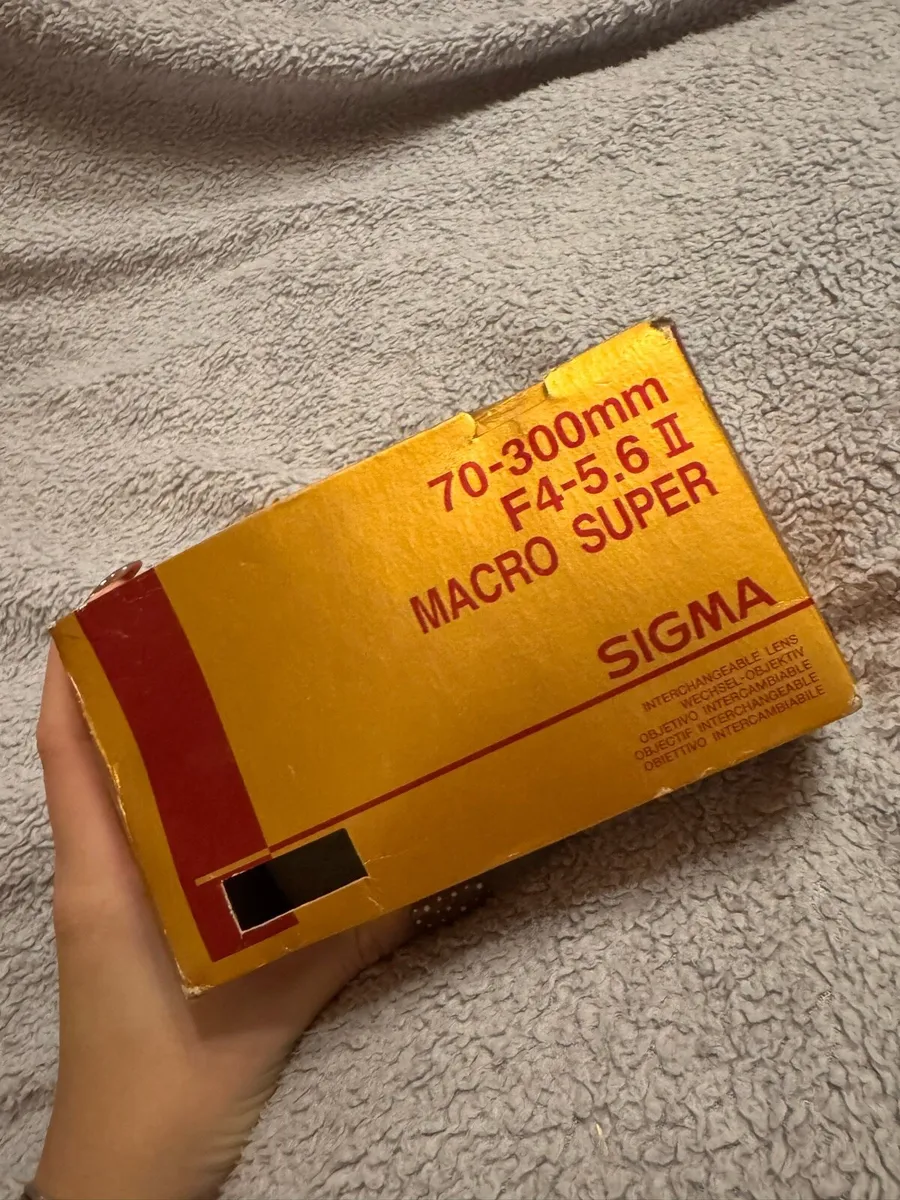 70-300mm
F4-5.6 II
MACRO SUPER
SIGMA
INTERCHANGEABLE LENS
WECHSEL-OBJEKTIV
OBJETIVO INTERCAMBIABLE
OBJECTIF INTERCHANGEABLE
OBIETTIVO INTERCAMBIABILE